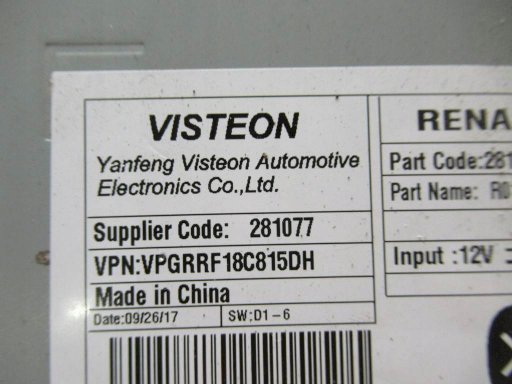 VISTEON
Yanfeng Visteon Automotive
Electronics Co.,Ltd.
Supplier Code: 281077
VPN:VPGRRF18C815DH
Made in China
Date:09/26/17 SW:D1-6
RENA
Part Code:281
Part Name: R0
Input :12V